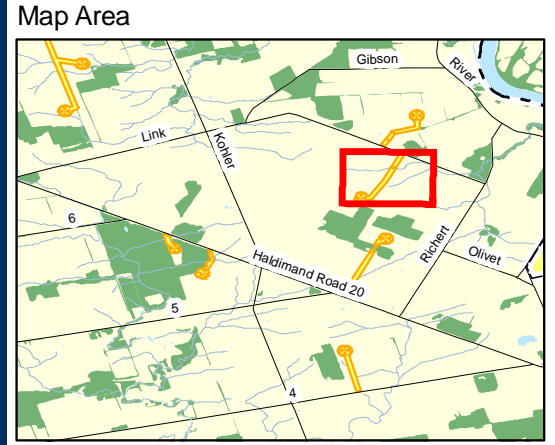 Map Area
Gibson
River
Link
Kohler
6
Haldimand Road 20
Richert
Olivet
5
4